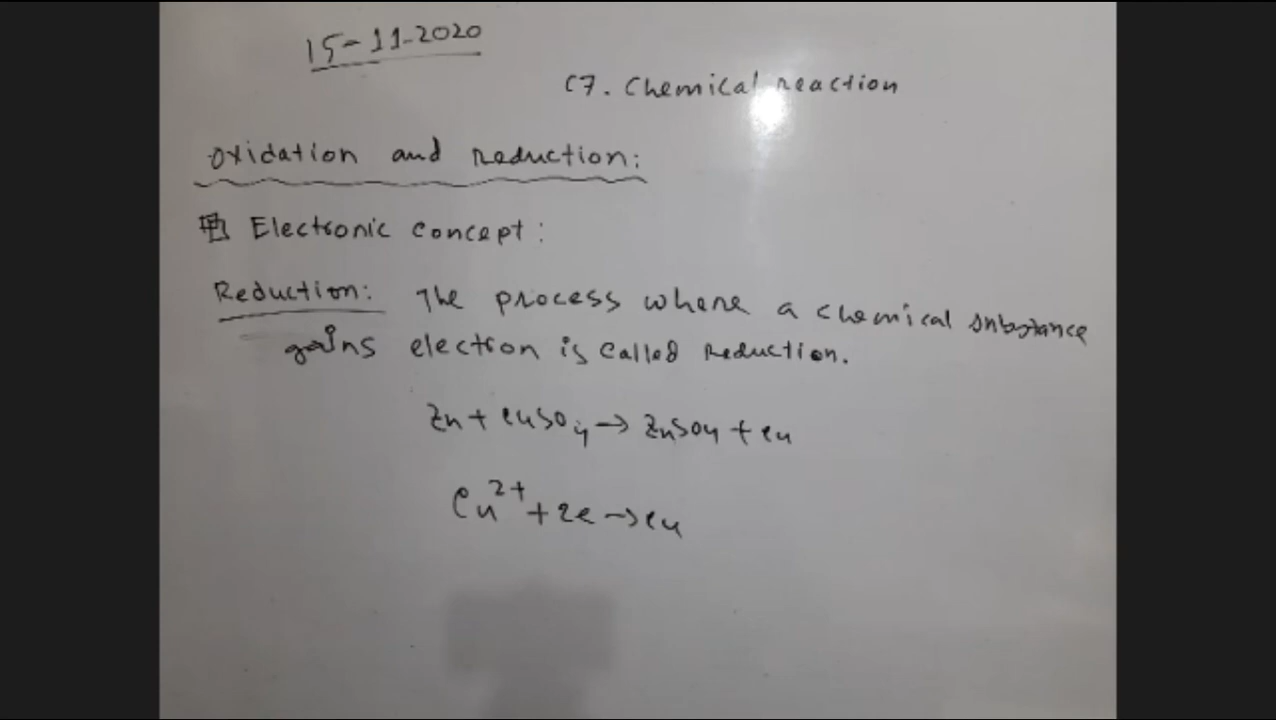 15-11-2020
C7. Chemical reaction
Oxidation and Reduction:
Electronic concept:
Reduction: The process where a chemical substance
gains electron is called Reduction.
Zn + CuSO4 → ZnSO4 + Cu
Cu²⁺ + 2e → Cu